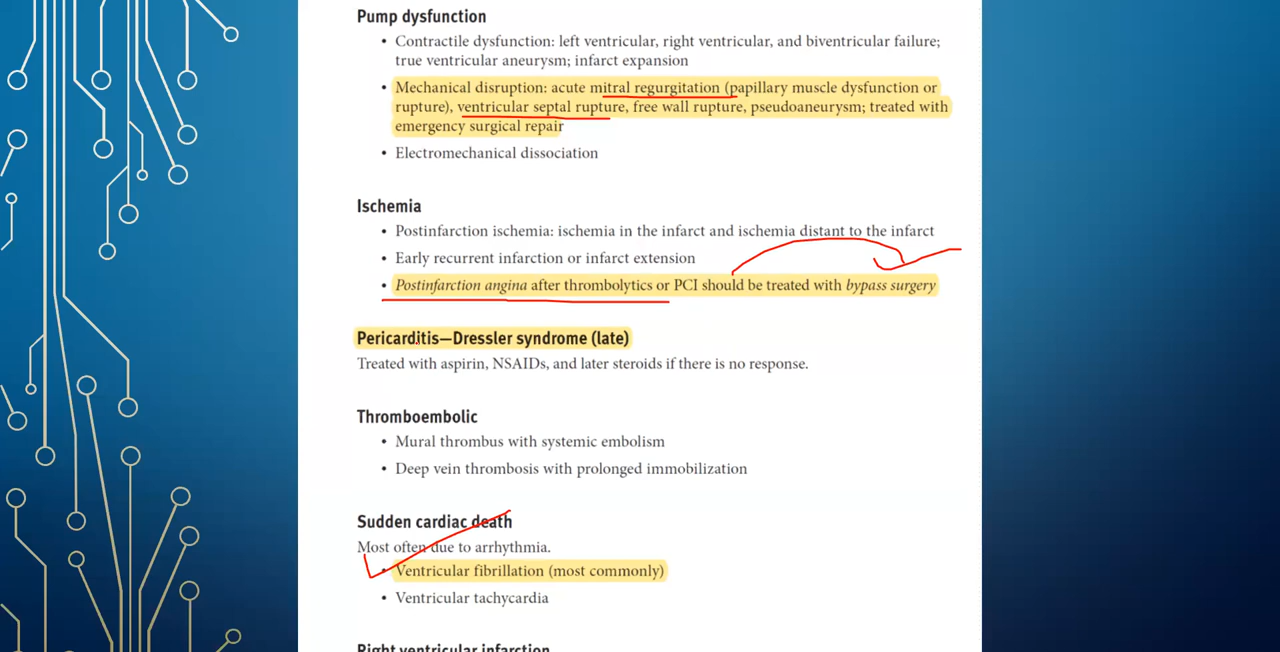 Pump dysfunction
• Contractile dysfunction: left ventricular, right ventricular, and biventricular failure;
true ventricular aneurysm; infarct expansion
• Mechanical disruption: acute mitral regurgitation (papillary muscle dysfunction or
rupture), ventricular septal rupture, free wall rupture, pseudoaneurysm; treated with
emergency surgical repair
• Electromechanical dissociation
Ischemia
• Postinfarction ischemia: ischemia in the infarct and ischemia distant to the infarct
• Early recurrent infarction or infarct extension
• Postinfarction angina after thrombolytics or PCI should be treated with bypass surgery
Pericarditis—Dressler syndrome (late)
Treated with aspirin, NSAIDs, and later steroids if there is no response.
Thromboembolic
• Mural thrombus with systemic embolism
• Deep vein thrombosis with prolonged immobilization
Sudden cardiac death
Most often due to arrhythmia.
• Ventricular fibrillation (most commonly)
• Ventricular tachycardia
Right ventricular infarction